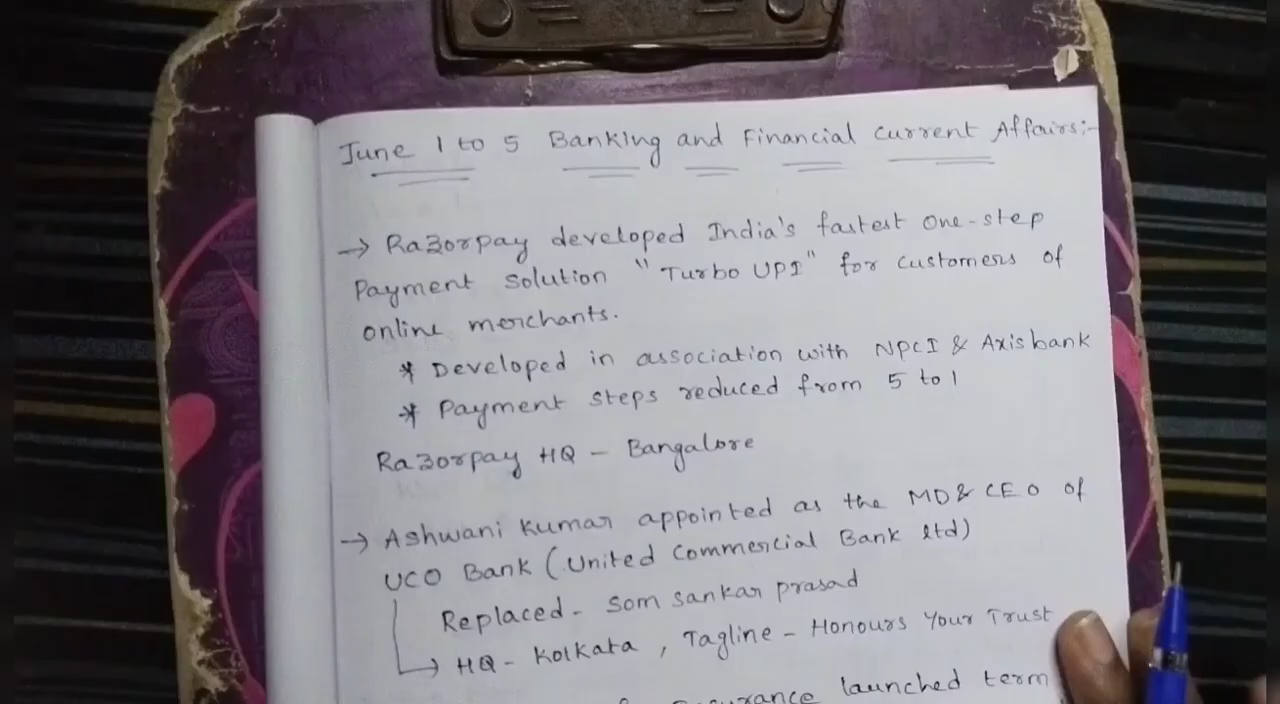 June 1 to 5 Banking and Financial Current Affairs:-
→ Razorpay developed India's fastest one-step
Payment solution "Turbo UPI" for customers of
online merchants.
* Developed in association with NPCI & Axis bank
* Payment steps reduced from 5 to 1
Razorpay HQ - Bangalore
→ Ashwani Kumar appointed as the MD & CEO of
UCO Bank (United Commercial Bank ltd)
Replaced - Som Sankar prasad
→ HQ - Kolkata , Tagline - Honours Your Trust
launched term